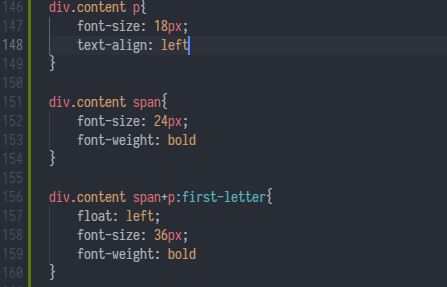 146 div.content p{
147 font-size: 18px;
148 text-align: left
149 }
150
151 div.content span{
152 font-size: 24px;
153 font-weight: bold
154 }
155
156 div.content span+p:first-letter{
157 float: left;
158 font-size: 36px;
159 font-weight: bold
160 }